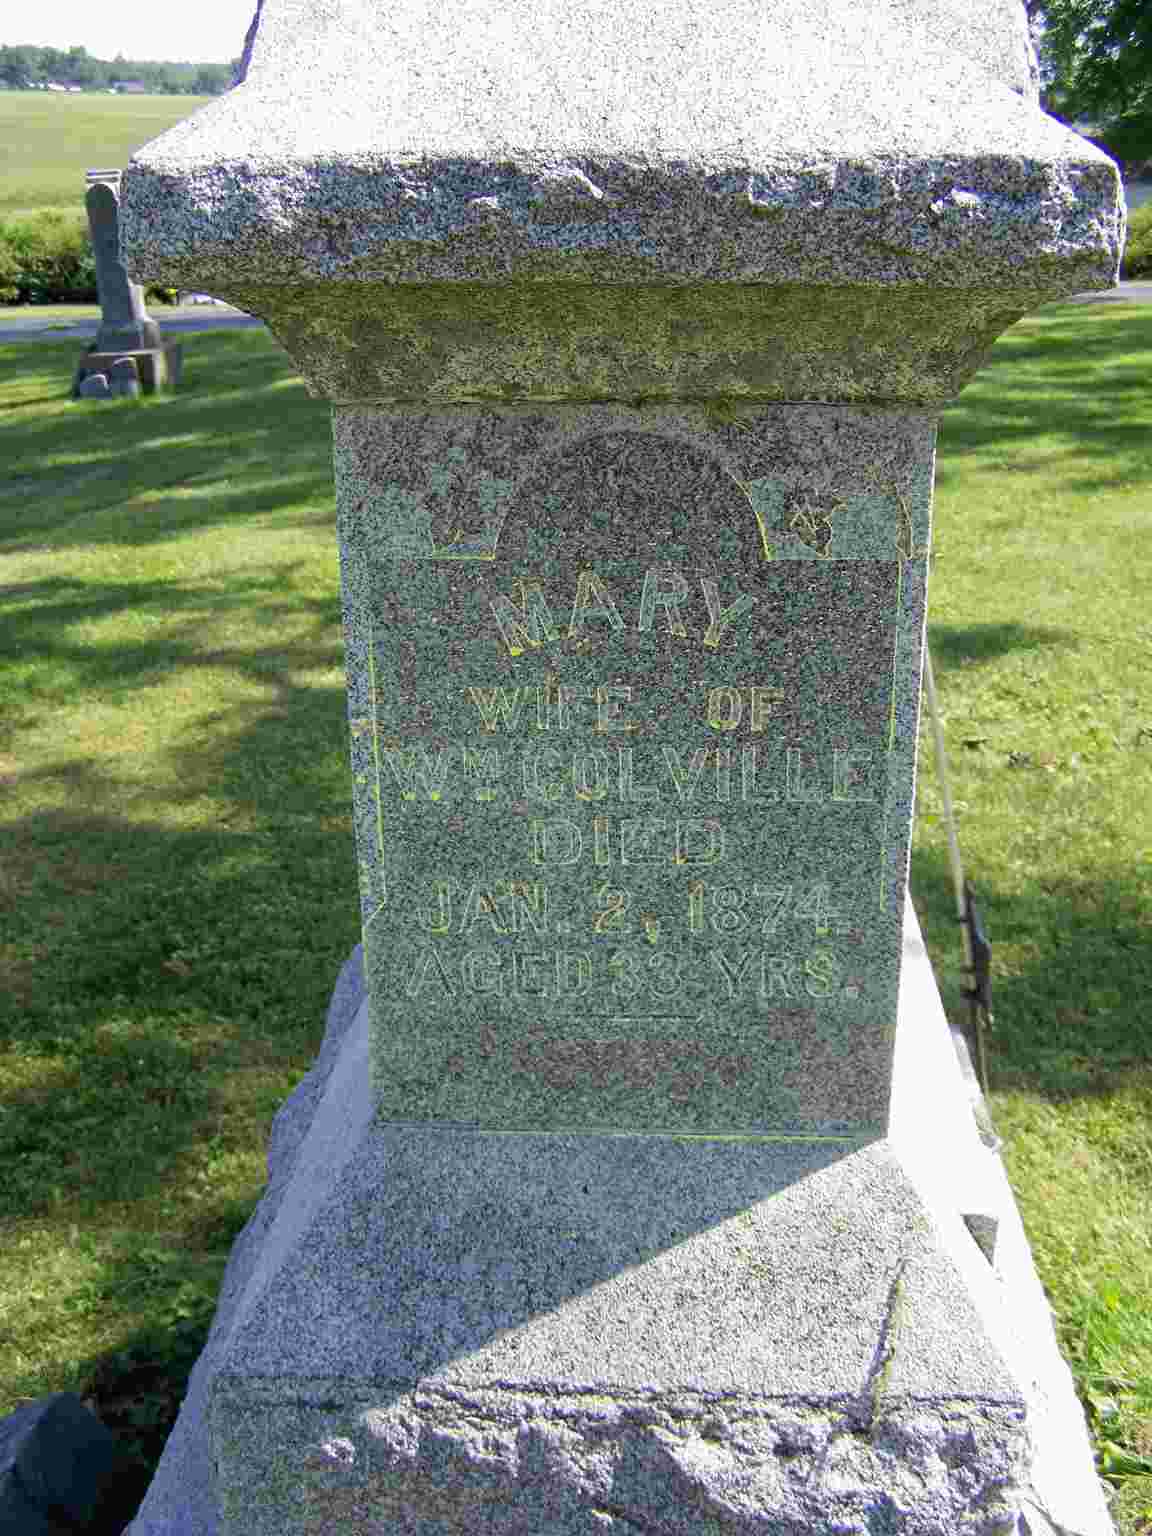 MARY
WIFE OF
WM COLVILLE
DIED
JAN. 2, 1874.
AGED 33 YRS.